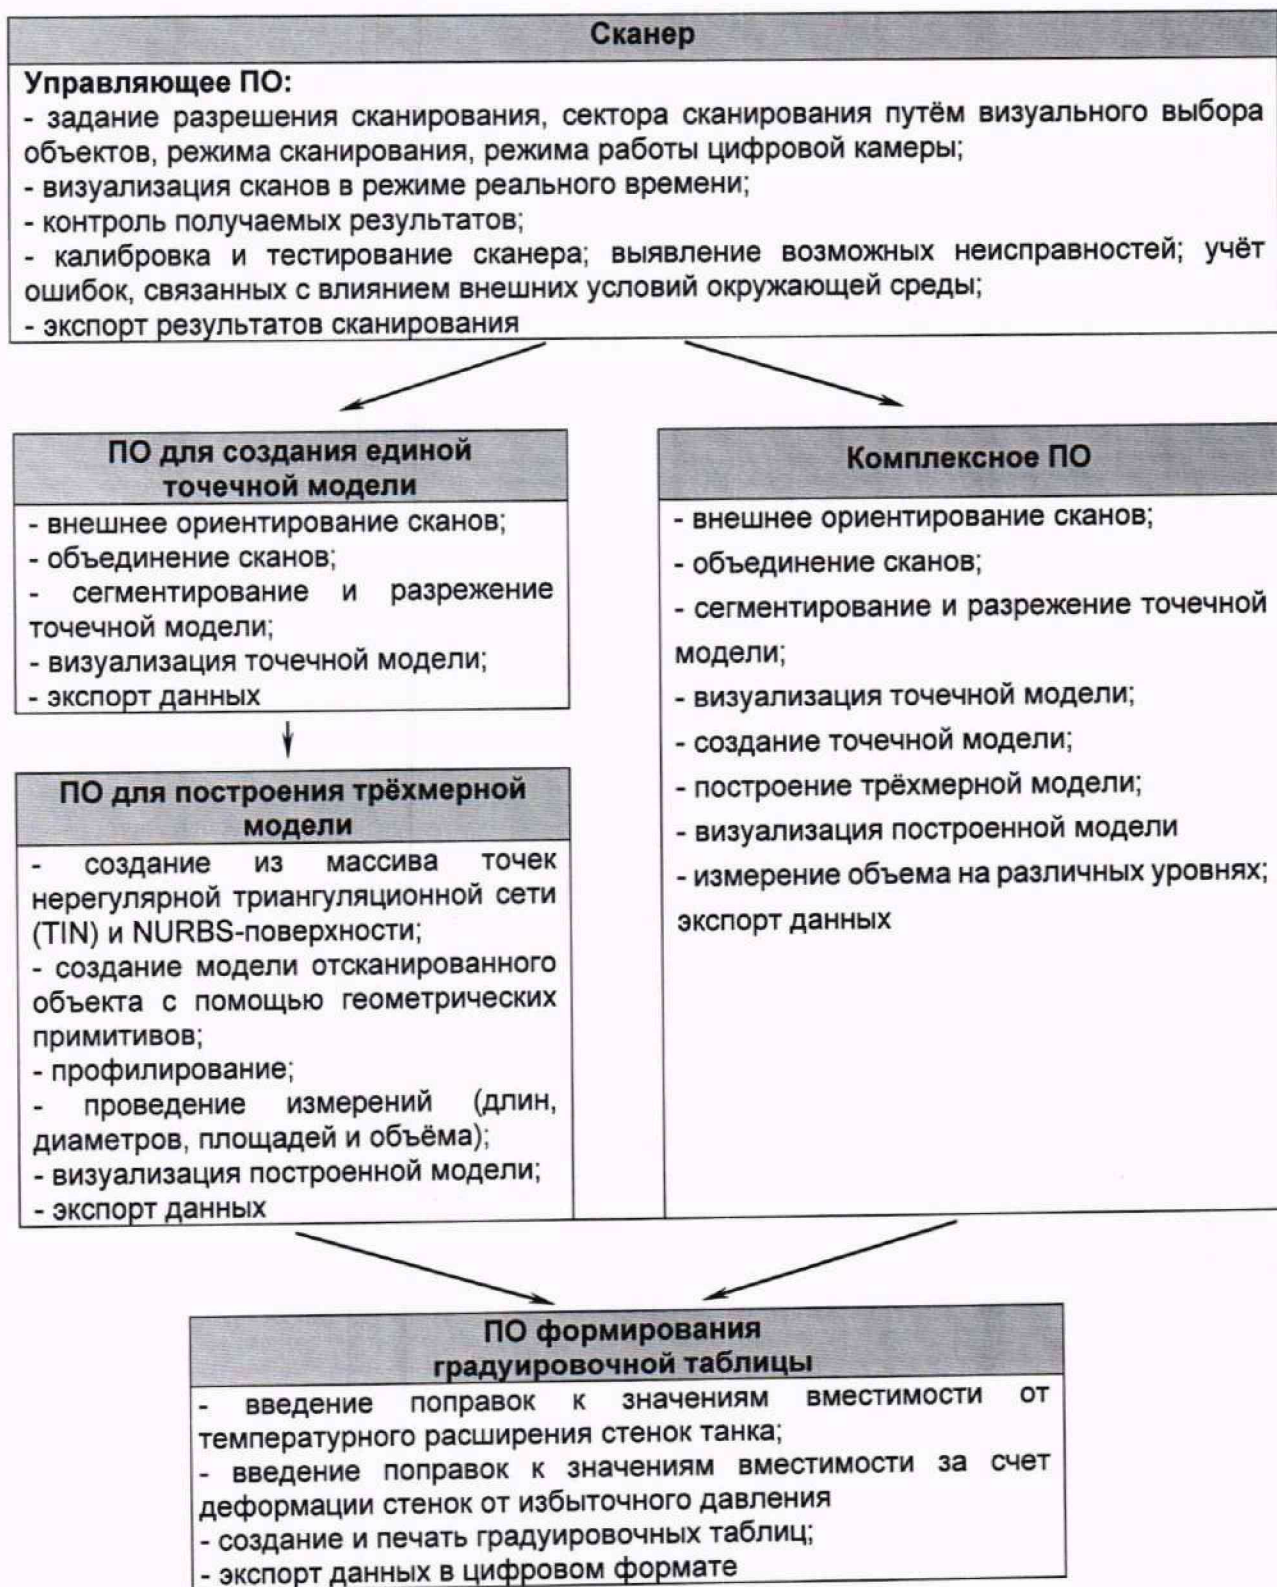 Сканер
Управляющее ПО:
- задание разрешения сканирования, сектора сканирования путём визуального выбора
объектов, режима сканирования, режима работы цифровой камеры;
- визуализация сканов в режиме реального времени;
- контроль получаемых результатов;
- калибровка и тестирование сканера; выявление возможных неисправностей; учёт
ошибок, связанных с влиянием внешних условий окружающей среды;
- экспорт результатов сканирования
ПО для создания единой
точечной модели
- внешнее ориентирование сканов;
- объединение сканов;
- сегментирование и разрежение
точечной модели;
- визуализация точечной модели;
- экспорт данных
ПО для построения трёхмерной
модели
- создание из массива точек
нерегулярной триангуляционной сети
(TIN) и NURBS-поверхности;
- создание модели отсканированного
объекта с помощью геометрических
примитивов;
- профилирование;
- проведение измерений (длин,
диаметров, площадей и объёма);
- визуализация построенной модели;
- экспорт данных
Комплексное ПО
- внешнее ориентирование сканов;
- объединение сканов;
- сегментирование и разрежение точечной
модели;
- визуализация точечной модели;
- создание точечной модели;
- построение трёхмерной модели;
- визуализация построенной модели
- измерение объема на различных уровнях;
экспорт данных
ПО формирования
градуировочной таблицы
- введение поправок к значениям вместимости от
температурного расширения стенок танка;
- введение поправок к значениям вместимости за счет
деформации стенок от избыточного давления
- создание и печать градуировочных таблиц;
- экспорт данных в цифровом формате